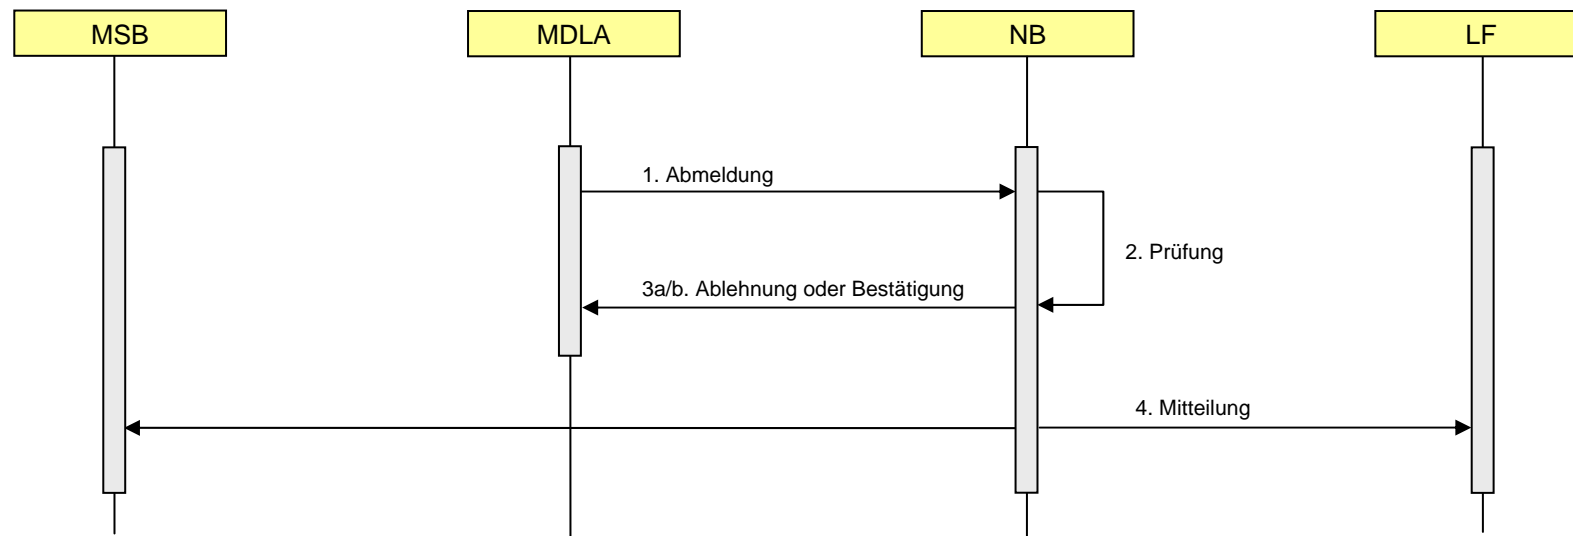 MSB
MDLA
NB
LF
1. Abmeldung
2. Prüfung
3a/b. Ablehnung oder Bestätigung
4. Mitteilung